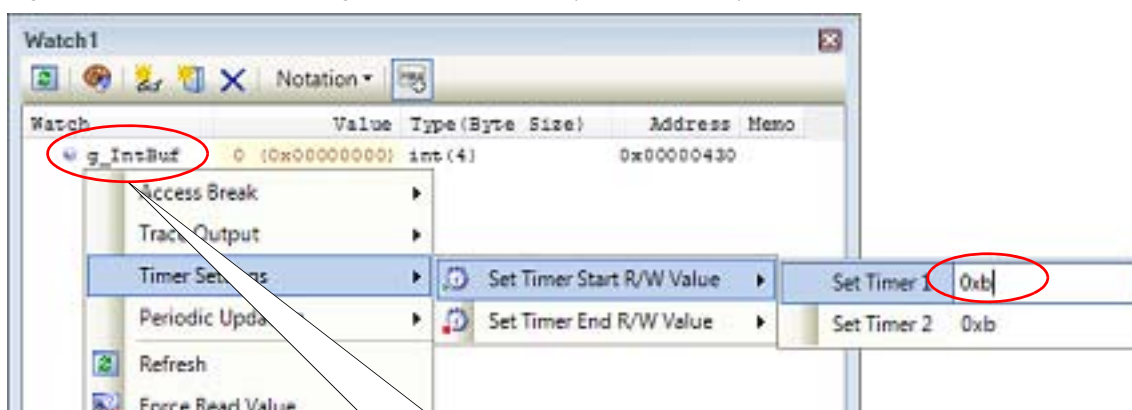 Watch1
Notation
Watch Value Type(Byte Size) Address Memo
g_IntBuf 0 (0x00000000) int(4) 0x00000430
Access Break
Trace Output
Timer Settings Set Timer Start R/W Value Set Timer 1 0xb
Periodic Set Timer End R/W Value Set Timer 2 0xb
Refresh
Force Read Value